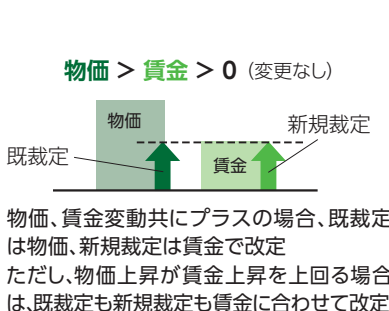 物価 > 賃金 > 0（変更なし）
物価
新規裁定
既裁定
賃金
物価、賃金変動共にプラスの場合、既裁定
は物価、新規裁定は賃金で改定
ただし、物価上昇が賃金上昇を上回る場合
は、既裁定も新規裁定も賃金に合わせて改定